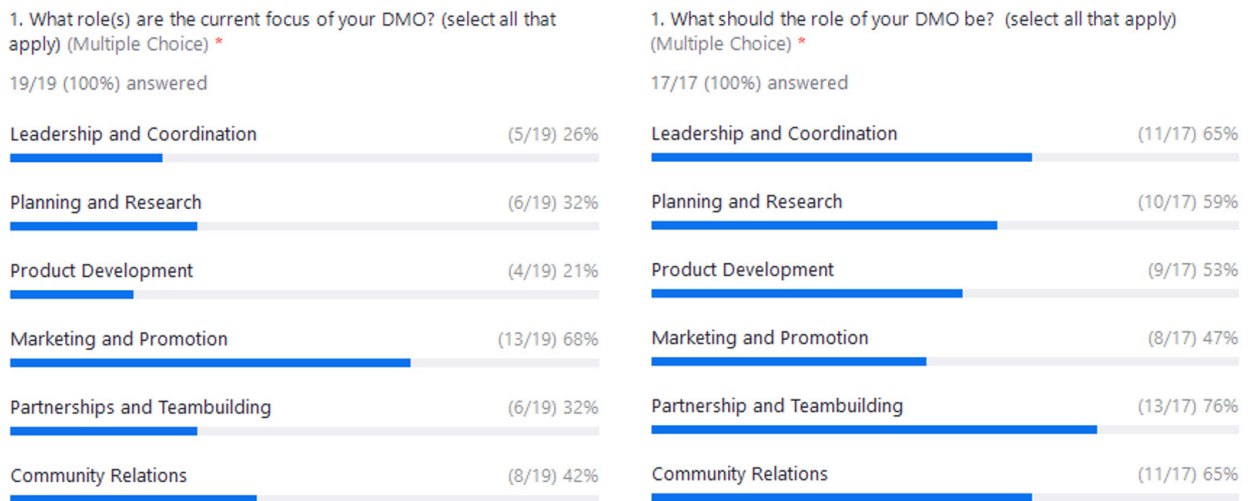 1. What role(s) are the current focus of your DMO? (select all that
apply) (Multiple Choice) *
19/19 (100%) answered
Leadership and Coordination (5/19) 26%
Planning and Research (6/19) 32%
Product Development (4/19) 21%
Marketing and Promotion (13/19) 68%
Partnerships and Teambuilding (6/19) 32%
Community Relations (8/19) 42%
1. What should the role of your DMO be? (select all that apply)
(Multiple Choice) *
17/17 (100%) answered
Leadership and Coordination (11/17) 65%
Planning and Research (10/17) 59%
Product Development (9/17) 53%
Marketing and Promotion (8/17) 47%
Partnership and Teambuilding (13/17) 76%
Community Relations (11/17) 65%